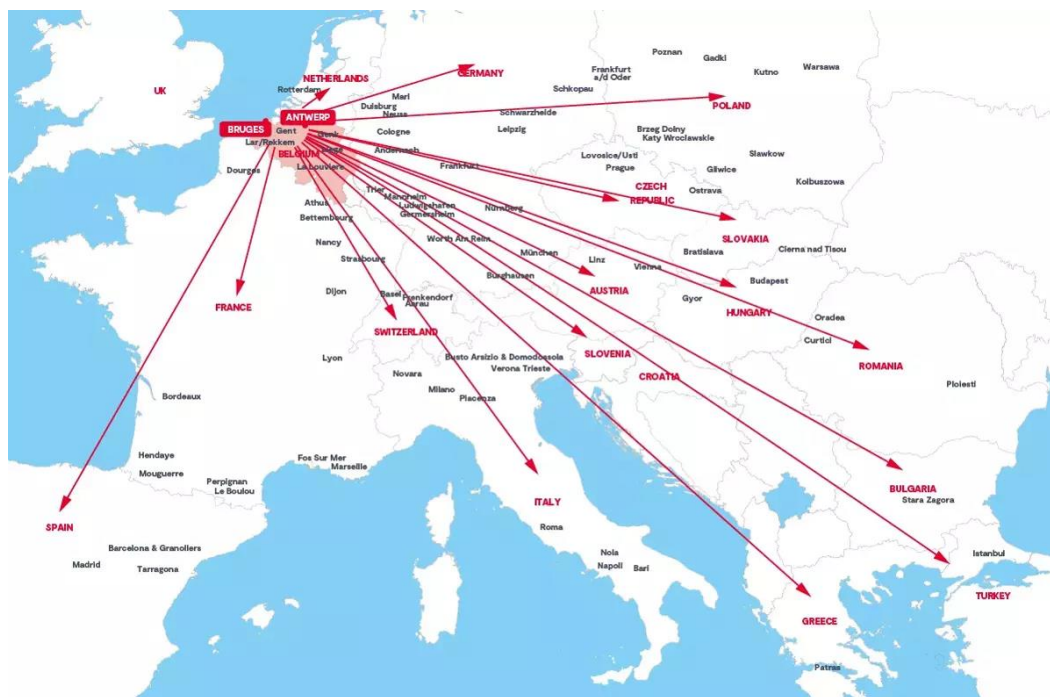 Poznan
Gadki
Kutno
Warsawa
Frankfurt
a/d Oder
GERMANY
NETHERLANDS
Schkopau
UK
Rotterdam
Marl
POLAND
Duisburg
Neuss
Schwarzheide
ANTWERP
BRUGES
Gent
Genk
Cologne
Leipzig
Brzeg Dolny
Katy Wroclawskie
Lar/Rekkem
BELGIUM
Liège
Andernach
Lovosice/Usti
Prague
Slawkow
Dourges
La Louviere
Frankfurt
Gliwice
Kolbuszowa
Trier
Mannheim
CZECH
REPUBLIC
Ostrava
Athus
Ludwigshafen
Germersheim
Nürnberg
Bettembourg
Nancy
Worth Am Rein
SLOVAKIA
Strasbourg
München
Linz
Vienna
Bratislava
Cierna nad Tisou
Burghausen
AUSTRIA
Budapest
Dijon
Basel
Frenkendorf
Aarau
Gyor
FRANCE
HUNGARY
Oradea
SWITZERLAND
Curtici
Lyon
Busto Arsizio & Domodossola
Verona Trieste
SLOVENIA
ROMANIA
Novara
CROATIA
Milano
Piacenza
Ploiesti
Bordeaux
Hendaye
Fos Sur Mer
Marseille
Mouguerre
Perpignan
Le Boulou
BULGARIA
Stara Zagora
ITALY
SPAIN
Roma
Barcelona & Granollers
Madrid
Tarragona
Nola
Napoli
Bari
Istanbul
TURKEY
GREECE
Patras